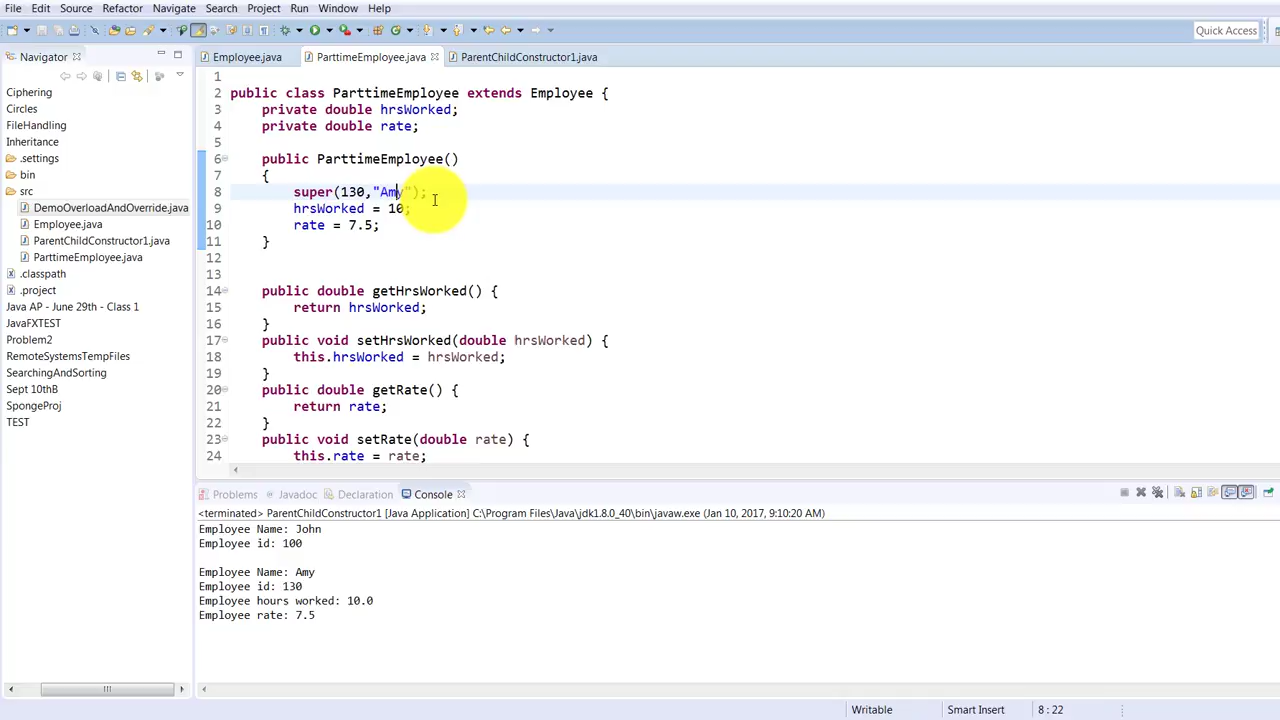 File Edit Source Refactor Navigate Search Project Run Window Help
Quick Access
Navigator
Employee.java ParttimeEmployee.java ParentChildConstructor1.java
Ciphering
Circles
FileHandling
Inheritance
.settings
bin
src
DemoOverloadAndOverride.java
Employee.java
ParentChildConstructor1.java
ParttimeEmployee.java
.classpath
.project
Java AP - June 29th - Class 1
JavaFXTEST
Problem2
RemoteSystemsTempFiles
SearchingAndSorting
Sept 10thB
SpongeProj
TEST
1
2 public class ParttimeEmployee extends Employee {
3 private double hrsWorked;
4 private double rate;
5
6 public ParttimeEmployee()
7 {
8 super(130,"Amy");
9 hrsWorked = 10;
10 rate = 7.5;
11 }
12
13
14 public double getHrsWorked() {
15 return hrsWorked;
16 }
17 public void setHrsWorked(double hrsWorked) {
18 this.hrsWorked = hrsWorked;
19 }
20 public double getRate() {
21 return rate;
22 }
23 public void setRate(double rate) {
24 this.rate = rate;
Problems Javadoc Declaration Console
<terminated> ParentChildConstructor1 [Java Application] C:\Program Files\Java\jdk1.8.0_40\bin\javaw.exe (Jan 10, 2017, 9:10:20 AM)
Employee Name: John
Employee id: 100
Employee Name: Amy
Employee id: 130
Employee hours worked: 10.0
Employee rate: 7.5
Writable Smart Insert 8 : 22